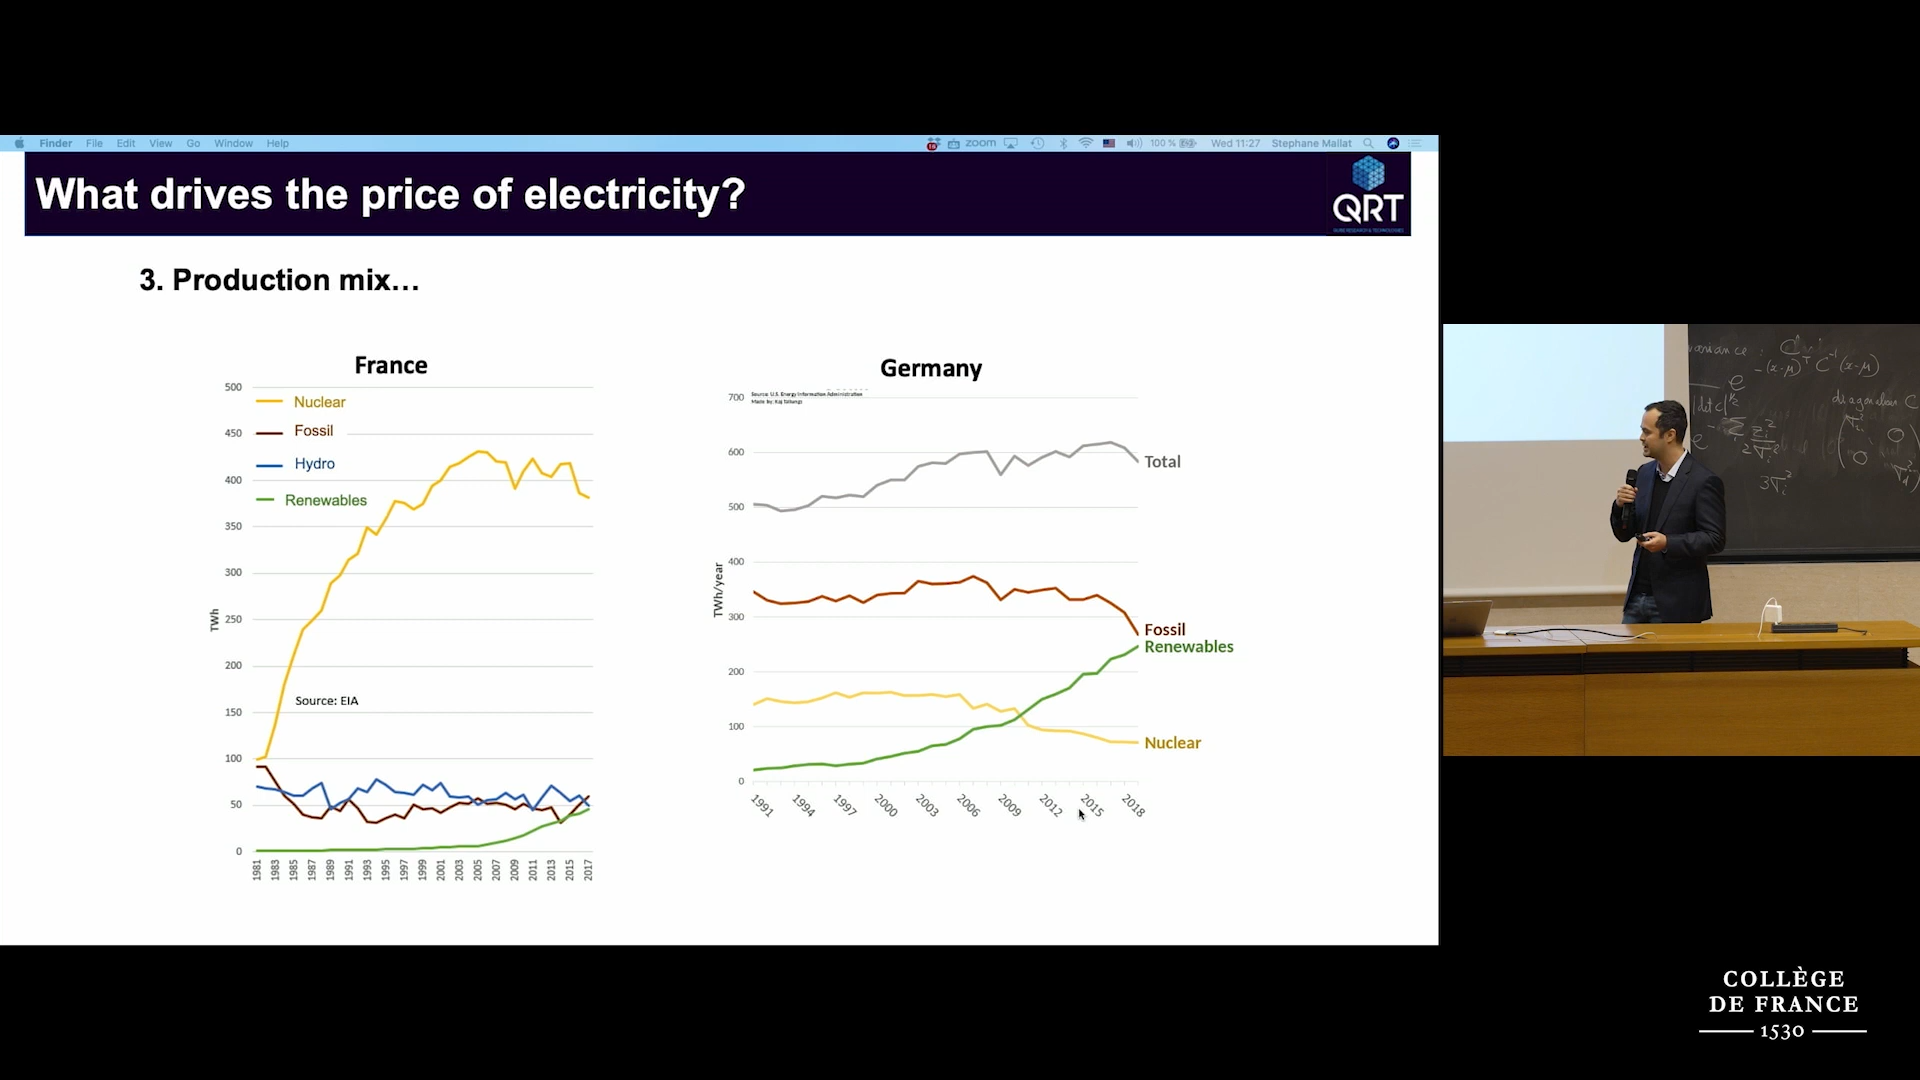 Finder File Edit View Go Window Help
zoom 100 % Wed 11:27 Stephane Mallat
What drives the price of electricity?
QRT
3. Production mix...
France
500
450
400
350
300
250
200
150
100
50
0
TWh
Nuclear
Fossil
Hydro
Renewables
Source: EIA
1981 1983 1985 1987 1989 1991 1993 1995 1997 1999 2001 2003 2005 2007 2009 2011 2013 2015 2017
Germany
Source: U.S. Energy Information Administration
700
600
500
400
300
200
100
0
TWh/year
Total
Fossil
Renewables
Nuclear
1991 1994 1997 2000 2003 2006 2009 2012 2015 2018
COLLÈGE
DE FRANCE
1530